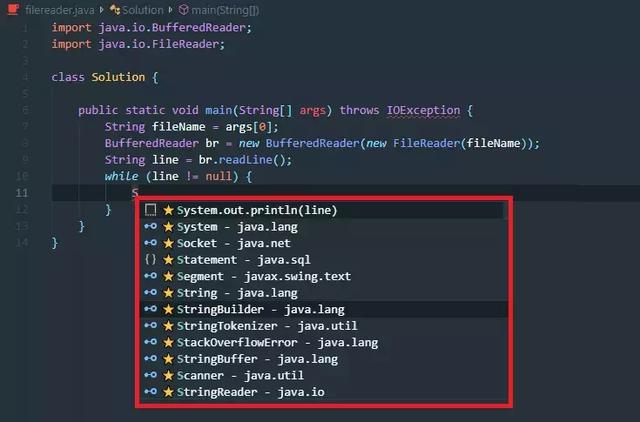 filereader.java > Solution > main(String[])
1 import java.io.BufferedReader;
2 import java.io.FileReader;
3
4 class Solution {
5
6 public static void main(String[] args) throws IOException {
7 String fileName = args[0];
8 BufferedReader br = new BufferedReader(new FileReader(fileName));
9 String line = br.readLine();
10 while (line != null) {
11 S
System.out.println(line)
12 }
System - java.lang
13 }
Socket - java.net
14 }
{} Statement - java.sql
Segment - javax.swing.text
String - java.lang
StringBuilder - java.lang
StringTokenizer - java.util
StackOverflowError - java.lang
StringBuffer - java.lang
Scanner - java.util
StringReader - java.io